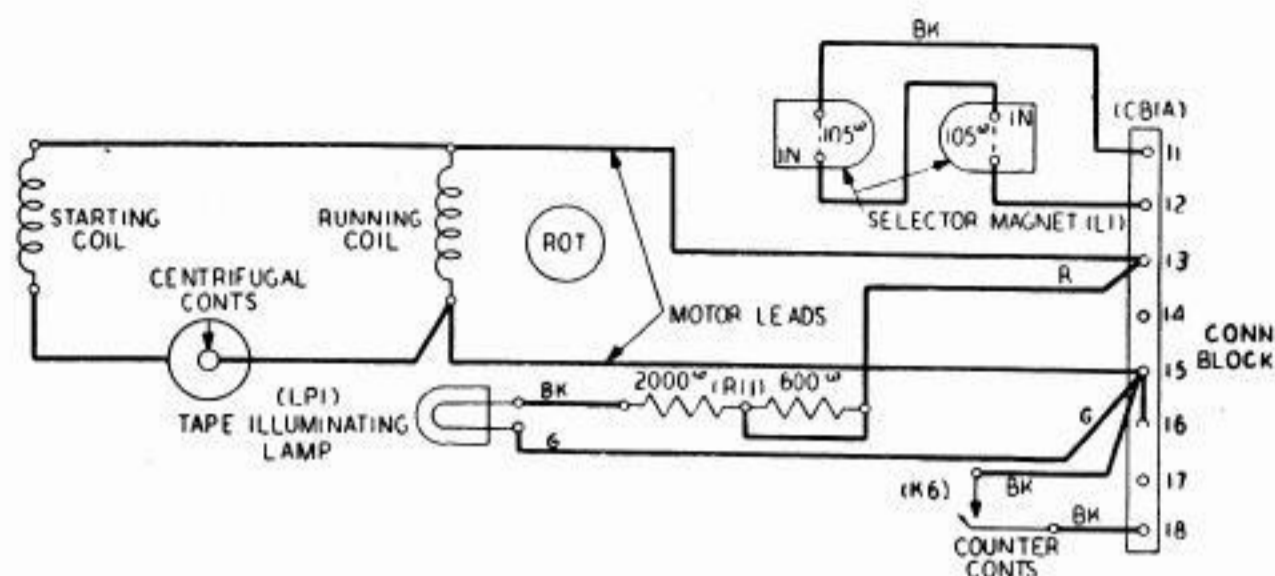 BK
(CB1A)
105ω
IN
105ω
IN
11
12
SELECTOR MAGNET (L1)
STARTING
COIL
RUNNING
COIL
ROT
13
R
CENTRIFUGAL
CONTS
MOTOR LEADS
14
CONN
BLOCK
15
(LP1)
TAPE ILLUMINATING
LAMP
BK
2000ω
(R11)
600ω
G
G
16
(K6)
BK
17
BK
18
COUNTER
CONTS